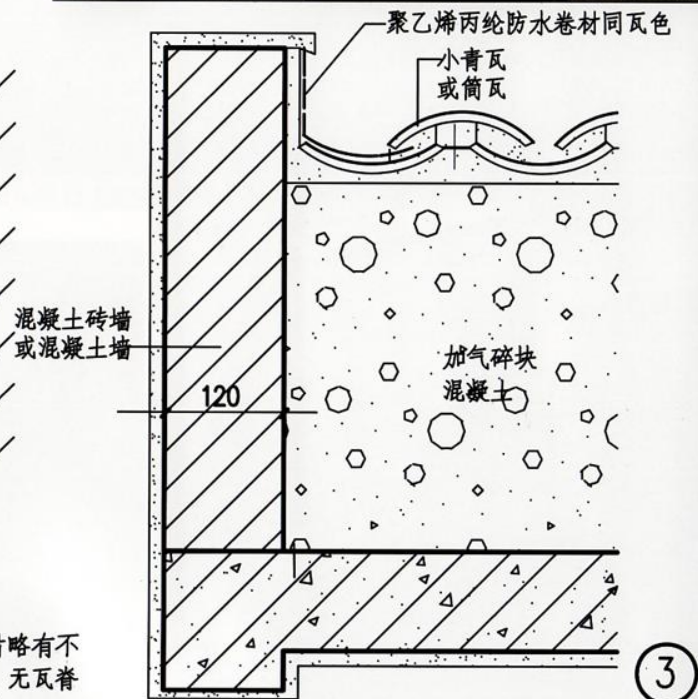 聚乙烯丙纶防水卷材同瓦色
小青瓦
或筒瓦
混凝土砖墙
或混凝土墙
120
加气碎块
混凝土
略有不
无瓦脊
3